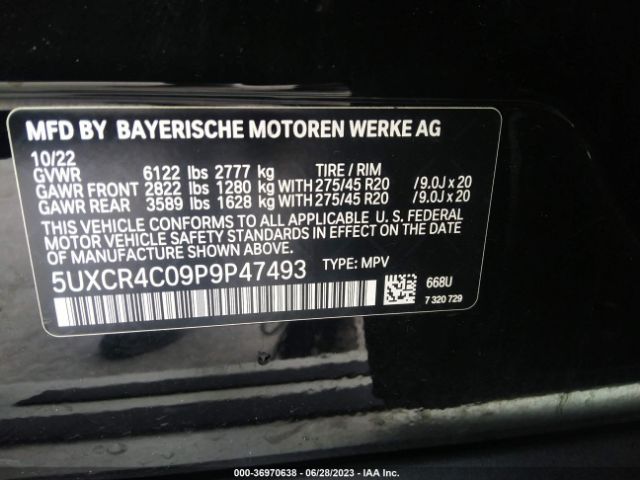 MFD BY BAYERISCHE MOTOREN WERKE AG
10/22
GVWR 6122 lbs 2777 kg TIRE / RIM
GAWR FRONT 2822 lbs 1280 kg WITH 275/45 R20 / 9.0J x 20
GAWR REAR 3589 lbs 1628 kg WITH 275/45 R20 / 9.0J x 20
THIS VEHICLE CONFORMS TO ALL APPLICABLE U. S. FEDERAL
MOTOR VEHICLE SAFETY STANDARDS IN EFFECT ON THE DATE
OF MANUFACTURE SHOWN ABOVE.
5UXCR4C09P9P47493 TYPE: MPV
668U
7 320 729
000-36970638 - 06/28/2023 - IAA Inc.